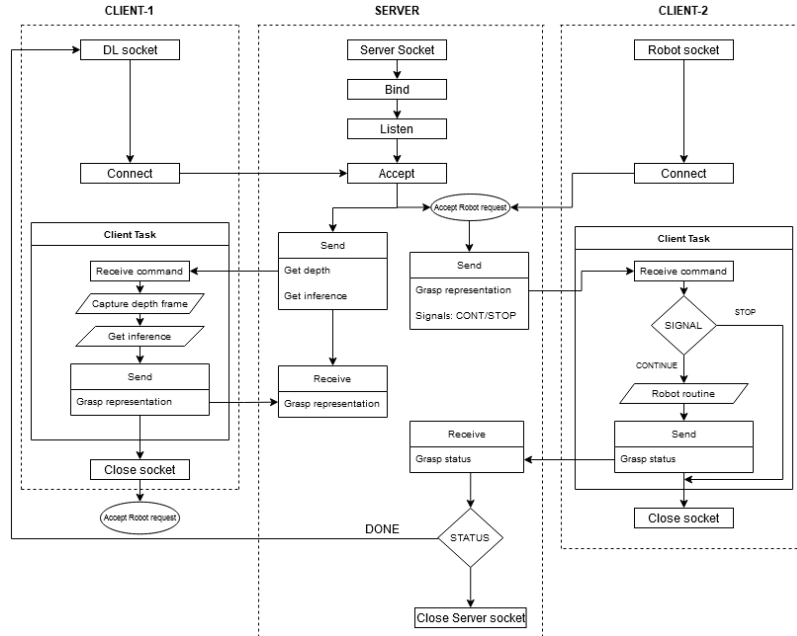 CLIENT-1
SERVER
CLIENT-2
DL socket
Server Socket
Robot socket
Bind
Listen
Connect
Accept
Connect
Accept Robot request
Client Task
Receive command
Capture depth frame
Get inference
Send
Grasp representation
Close socket
Accept Robot request
Send
Get depth
Get inference
Receive
Grasp representation
Send
Grasp representation
Signals: CONT/STOP
Receive
Grasp status
STATUS
DONE
Close Server socket
Client Task
Receive command
SIGNAL
STOP
CONTINUE
Robot routine
Send
Grasp status
Close socket